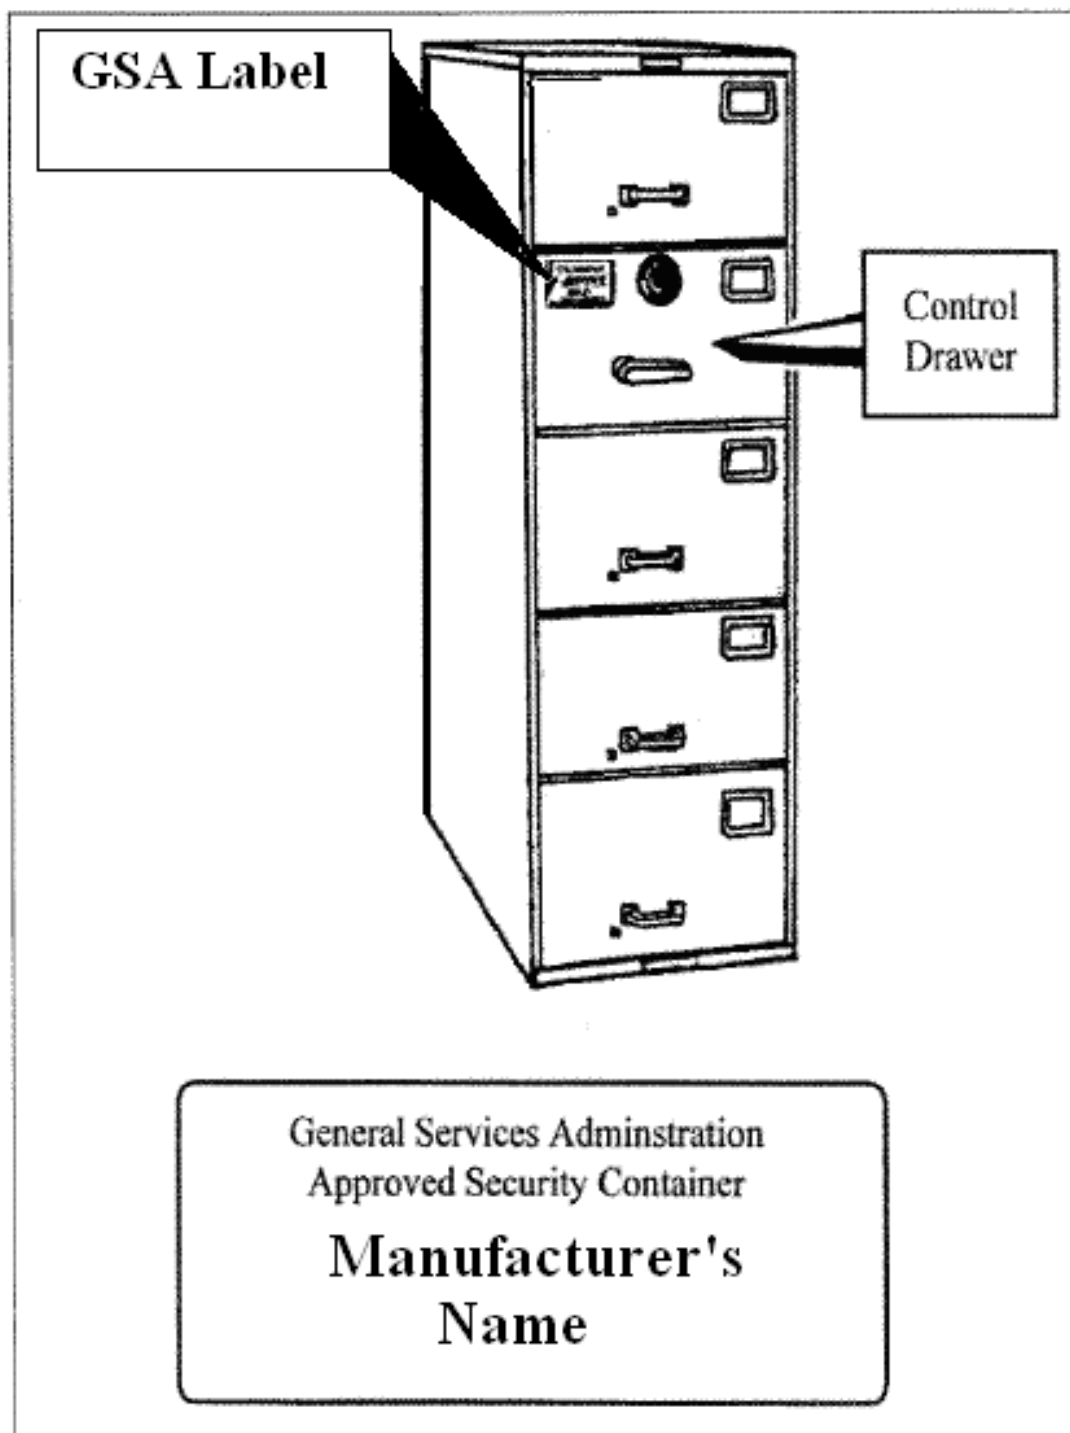 GSA Label
Control
Drawer
General Services Adminstration
Approved Security Container
Manufacturer's
Name